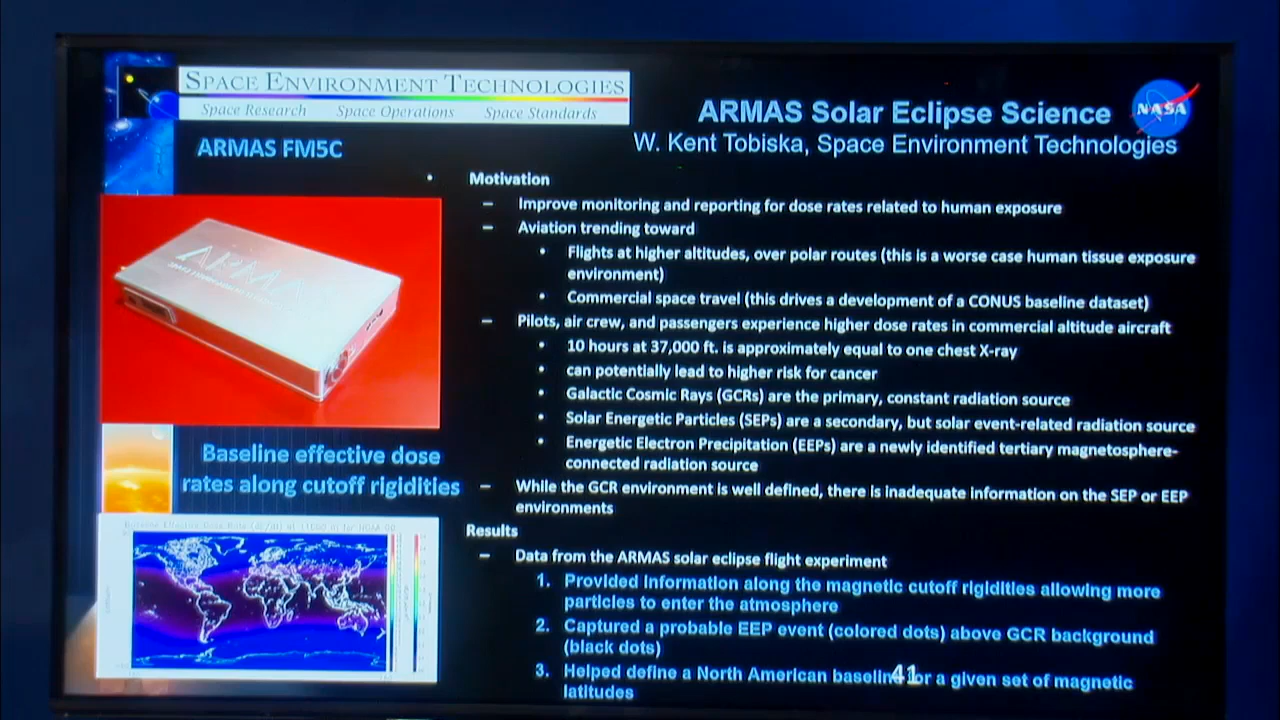 SPACE ENVIRONMENT TECHNOLOGIES
Space Research Space Operations Space Standards
ARMAS Solar Eclipse Science
NASA
W. Kent Tobiska, Space Environment Technologies
ARMAS FM5C
ARMAS
Baseline effective dose
rates along cutoff rigidities
• Motivation
– Improve monitoring and reporting for dose rates related to human exposure
– Aviation trending toward
• Flights at higher altitudes, over polar routes (this is a worse case human tissue exposure
environment)
• Commercial space travel (this drives a development of a CONUS baseline dataset)
– Pilots, air crew, and passengers experience higher dose rates in commercial altitude aircraft
• 10 hours at 37,000 ft. is approximately equal to one chest X-ray
• can potentially lead to higher risk for cancer
• Galactic Cosmic Rays (GCRs) are the primary, constant radiation source
• Solar Energetic Particles (SEPs) are a secondary, but solar event-related radiation source
• Energetic Electron Precipitation (EEPs) are a newly identified tertiary magnetosphere-
connected radiation source
– While the GCR environment is well defined, there is inadequate information on the SEP or EEP
environments
Results
– Data from the ARMAS solar eclipse flight experiment
1. Provided information along the magnetic cutoff rigidities allowing more
particles to enter the atmosphere
2. Captured a probable EEP event (colored dots) above GCR background
(black dots)
3. Helped define a North American baseline for a given set of magnetic
latitudes
41